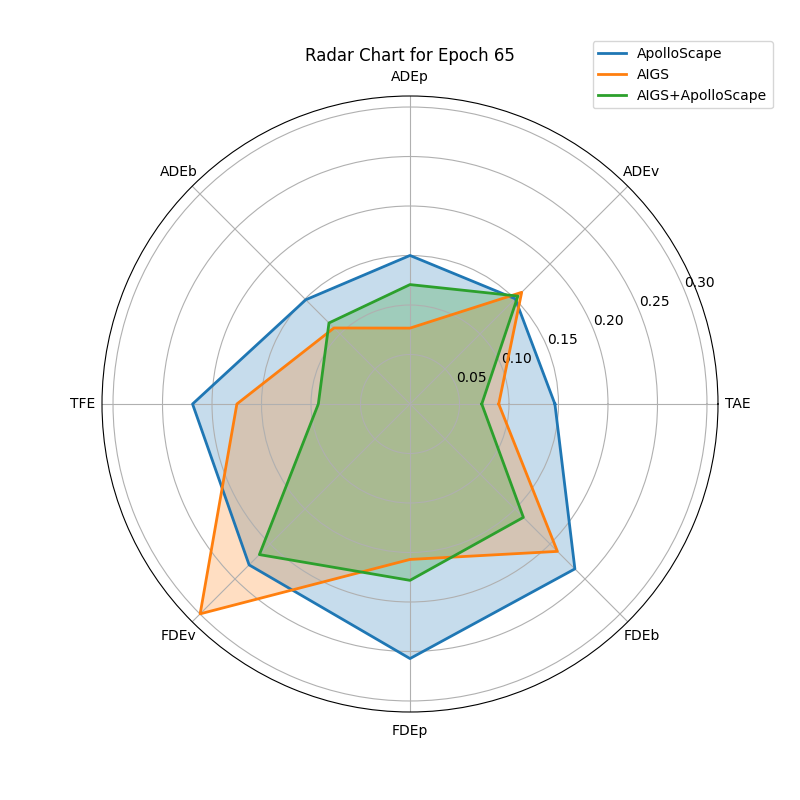 Radar Chart for Epoch 65
ApolloScape
AIGS
AIGS+ApolloScape
ADEp
ADEb
ADEv
0.30
0.25
0.20
0.15
0.10
0.05
TFE
TAE
FDEv
FDEb
FDEp